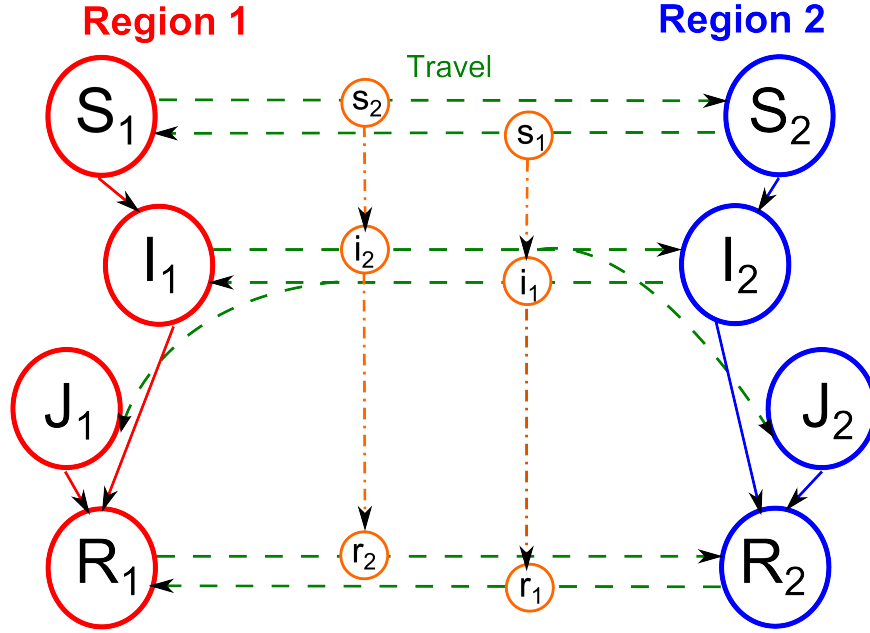 Region 1
Region 2
Travel
S₁
s₂
s₁
S₂
I₁
i₂
i₁
I₂
J₁
J₂
R₁
r₂
r₁
R₂